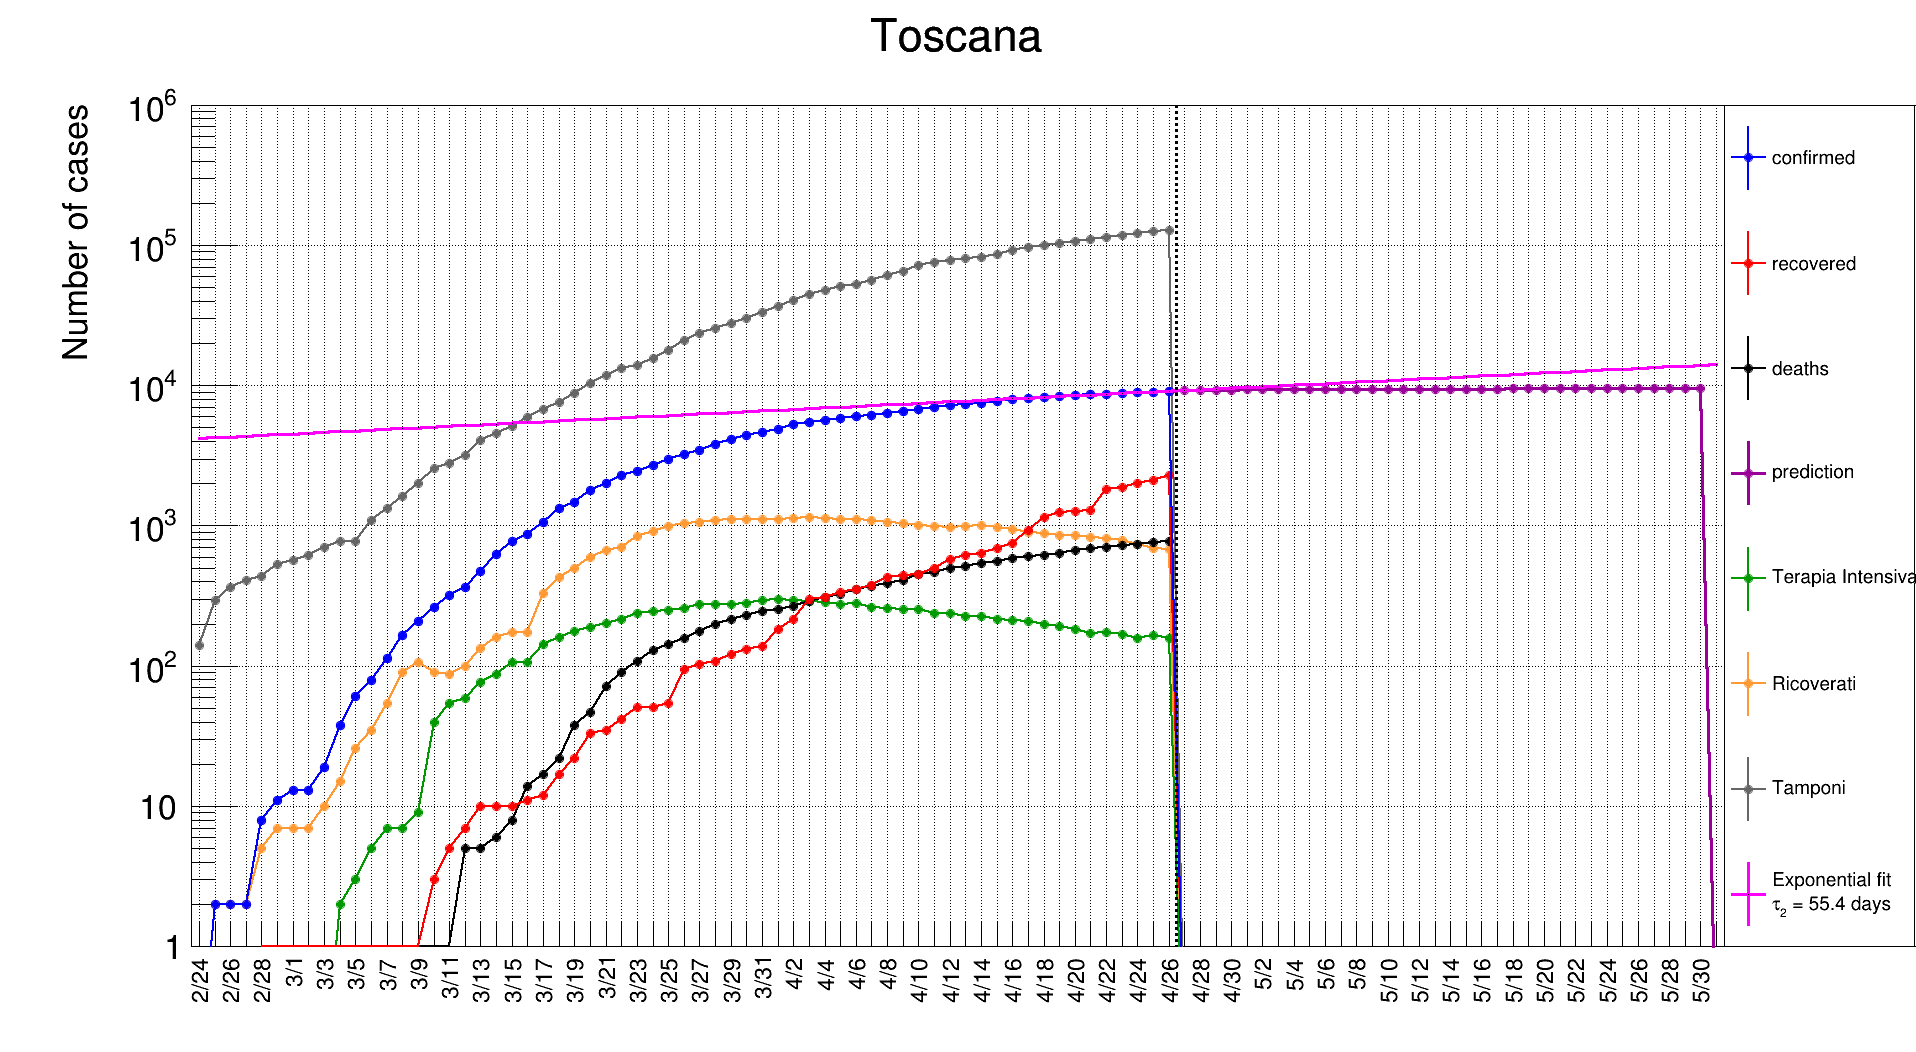 Toscana
Number of cases
10^6
10^5
10^4
10^3
10^2
10
1
2/24 2/26 2/28 3/1 3/3 3/5 3/7 3/9 3/11 3/13 3/15 3/17 3/19 3/21 3/23 3/25 3/27 3/29 3/31 4/2 4/4 4/6 4/8 4/10 4/12 4/14 4/16 4/18 4/20 4/22 4/24 4/26 4/28 4/30 5/2 5/4 5/6 5/8 5/10 5/12 5/14 5/16 5/18 5/20 5/22 5/24 5/26 5/28 5/30
confirmed
recovered
deaths
prediction
Terapia Intensiva
Ricoverati
Tamponi
Exponential fit
τ_2 = 55.4 days